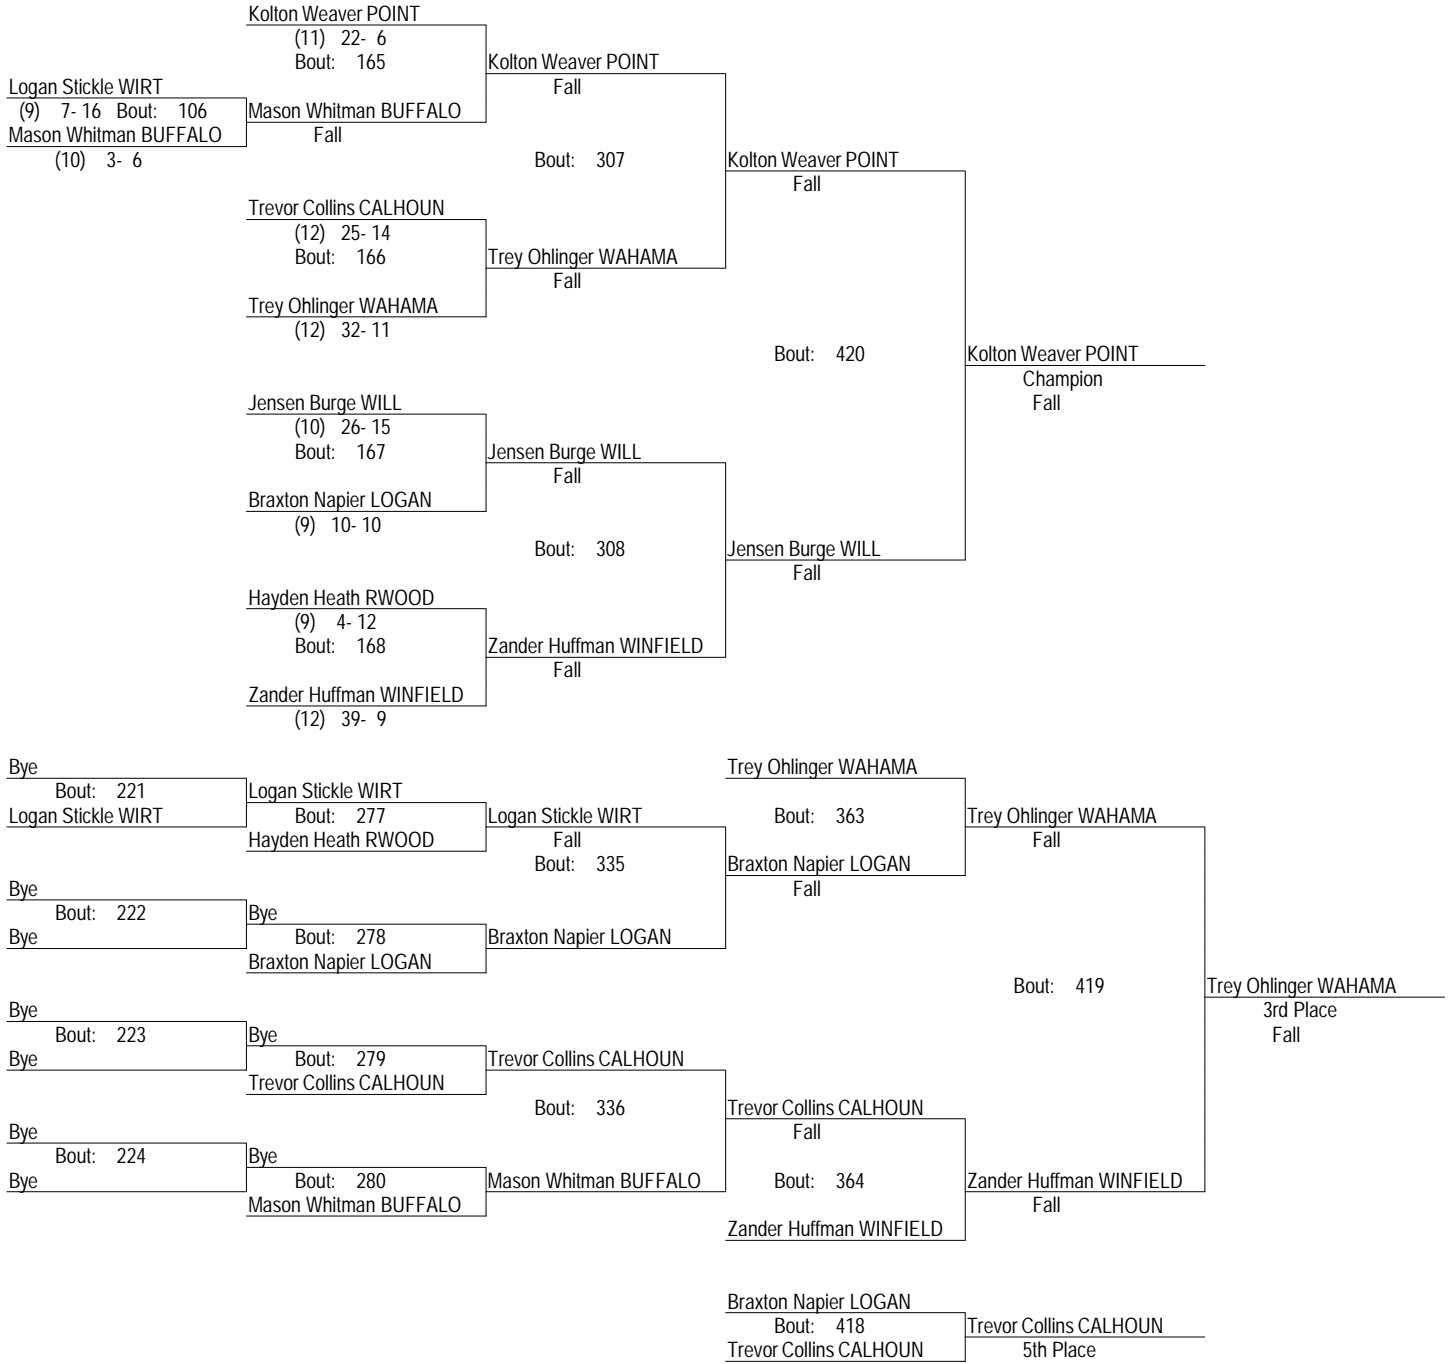 Kolton Weaver POINT
(11) 22- 6
Bout: 165
Kolton Weaver POINT
Fall
Logan Stickle WIRT
(9) 7- 16 Bout: 106
Mason Whitman BUFFALO
Mason Whitman BUFFALO
Fall
(10) 3- 6
Bout: 307
Kolton Weaver POINT
Fall
Trevor Collins CALHOUN
(12) 25- 14
Bout: 166
Trey Ohlinger WAHAMA
Fall
Trey Ohlinger WAHAMA
(12) 32- 11
Bout: 420
Kolton Weaver POINT
Champion
Fall
Jensen Burge WILL
(10) 26- 15
Bout: 167
Jensen Burge WILL
Fall
Braxton Napier LOGAN
(9) 10- 10
Bout: 308
Jensen Burge WILL
Fall
Hayden Heath RWOOD
(9) 4- 12
Bout: 168
Zander Huffman WINFIELD
Fall
Zander Huffman WINFIELD
(12) 39- 9
Bye
Bout: 221
Logan Stickle WIRT
Logan Stickle WIRT
Bout: 277
Hayden Heath RWOOD
Logan Stickle WIRT
Fall
Bout: 335
Trey Ohlinger WAHAMA
Bout: 363
Braxton Napier LOGAN
Fall
Trey Ohlinger WAHAMA
Fall
Bye
Bout: 222
Bye
Bye
Bout: 278
Braxton Napier LOGAN
Braxton Napier LOGAN
Bout: 419
Trey Ohlinger WAHAMA
3rd Place
Fall
Bye
Bout: 223
Bye
Bye
Bout: 279
Trevor Collins CALHOUN
Trevor Collins CALHOUN
Bout: 336
Trevor Collins CALHOUN
Fall
Bye
Bout: 224
Bye
Bye
Bout: 280
Mason Whitman BUFFALO
Mason Whitman BUFFALO
Bout: 364
Zander Huffman WINFIELD
Zander Huffman WINFIELD
Fall
Braxton Napier LOGAN
Bout: 418
Trevor Collins CALHOUN
Trevor Collins CALHOUN
5th Place